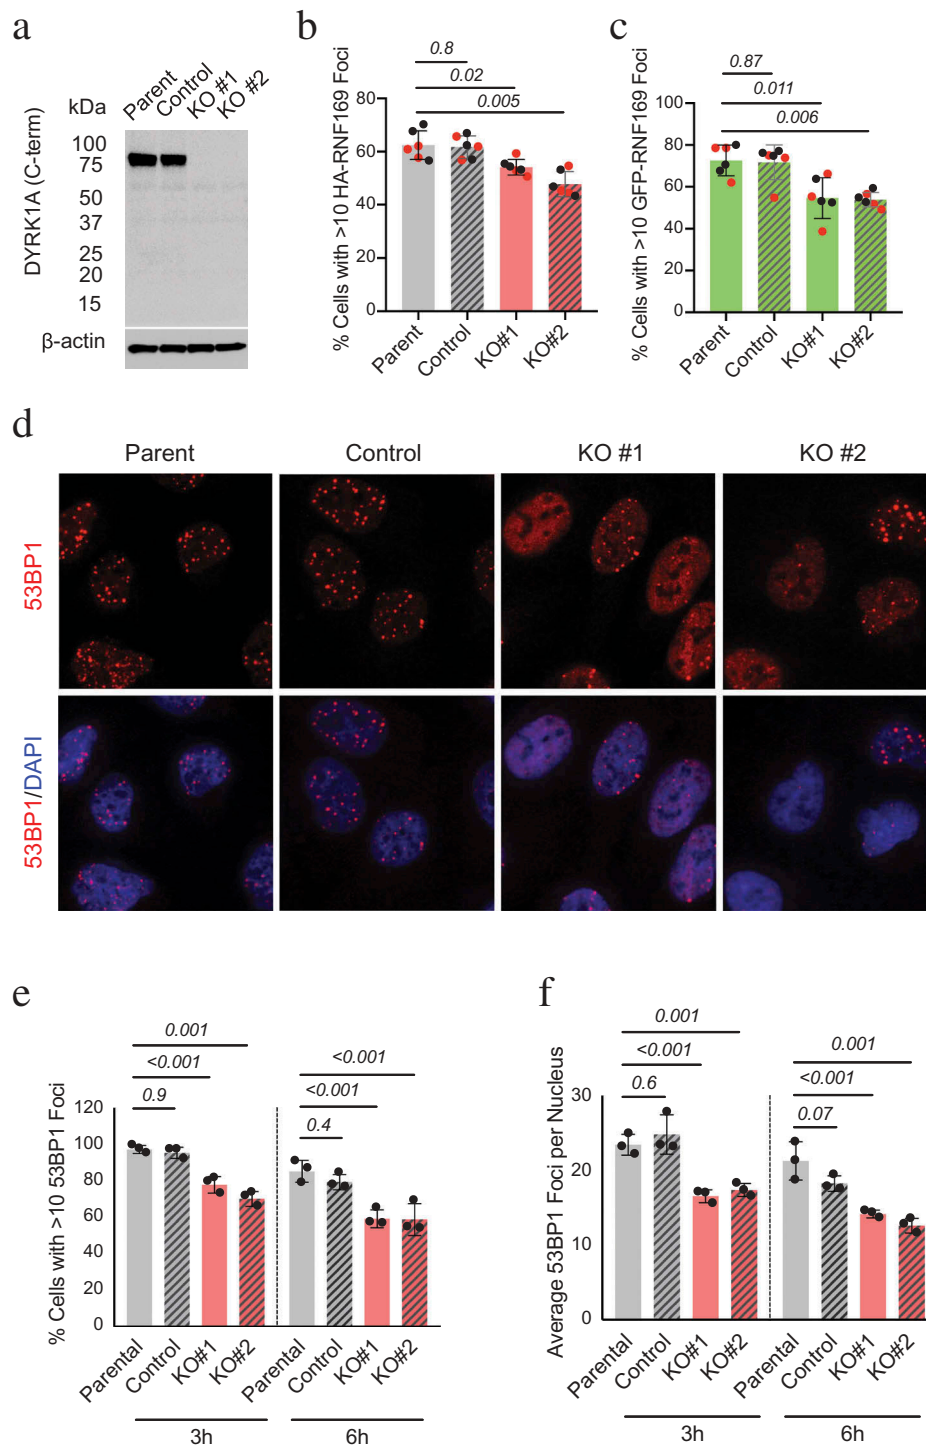 a
kDa
Parent
Control
KO #1
KO #2
DYRK1A (C-term)
100
75
50
37
25
20
15
β-actin
b
0.8
0.02
0.005
% Cells with >10 HA-RNF169 Foci
80
60
40
20
0
Parent
Control
KO#1
KO#2
c
0.87
0.011
0.006
% Cells with >10 GFP-RNF169 Foci
100
80
60
40
20
0
Parent
Control
KO#1
KO#2
d
Parent
Control
KO #1
KO #2
53BP1
53BP1/DAPI
e
0.001
<0.001
0.9
<0.001
<0.001
0.4
% Cells with >10 53BP1 Foci
120
100
80
60
40
20
0
Parental
Control
KO#1
KO#2
Parental
Control
KO#1
KO#2
3h
6h
f
0.001
<0.001
0.6
0.001
<0.001
0.07
Average 53BP1 Foci per Nucleus
30
20
10
0
Parental
Control
KO#1
KO#2
Parental
Control
KO#1
KO#2
3h
6h